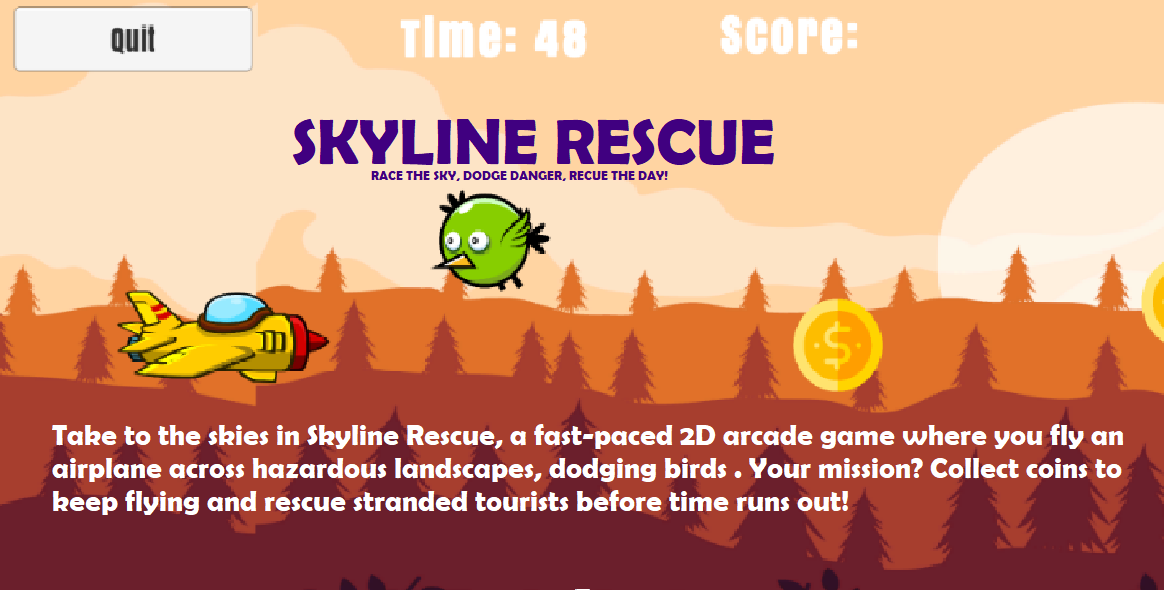 Quit
Time: 48
Score:
SKYLINE RESCUE
RACE THE SKY, DODGE DANGER, RECUE THE DAY!
$
Take to the skies in Skyline Rescue, a fast-paced 2D arcade game where you fly an
airplane across hazardous landscapes, dodging birds . Your mission? Collect coins to
keep flying and rescue stranded tourists before time runs out!